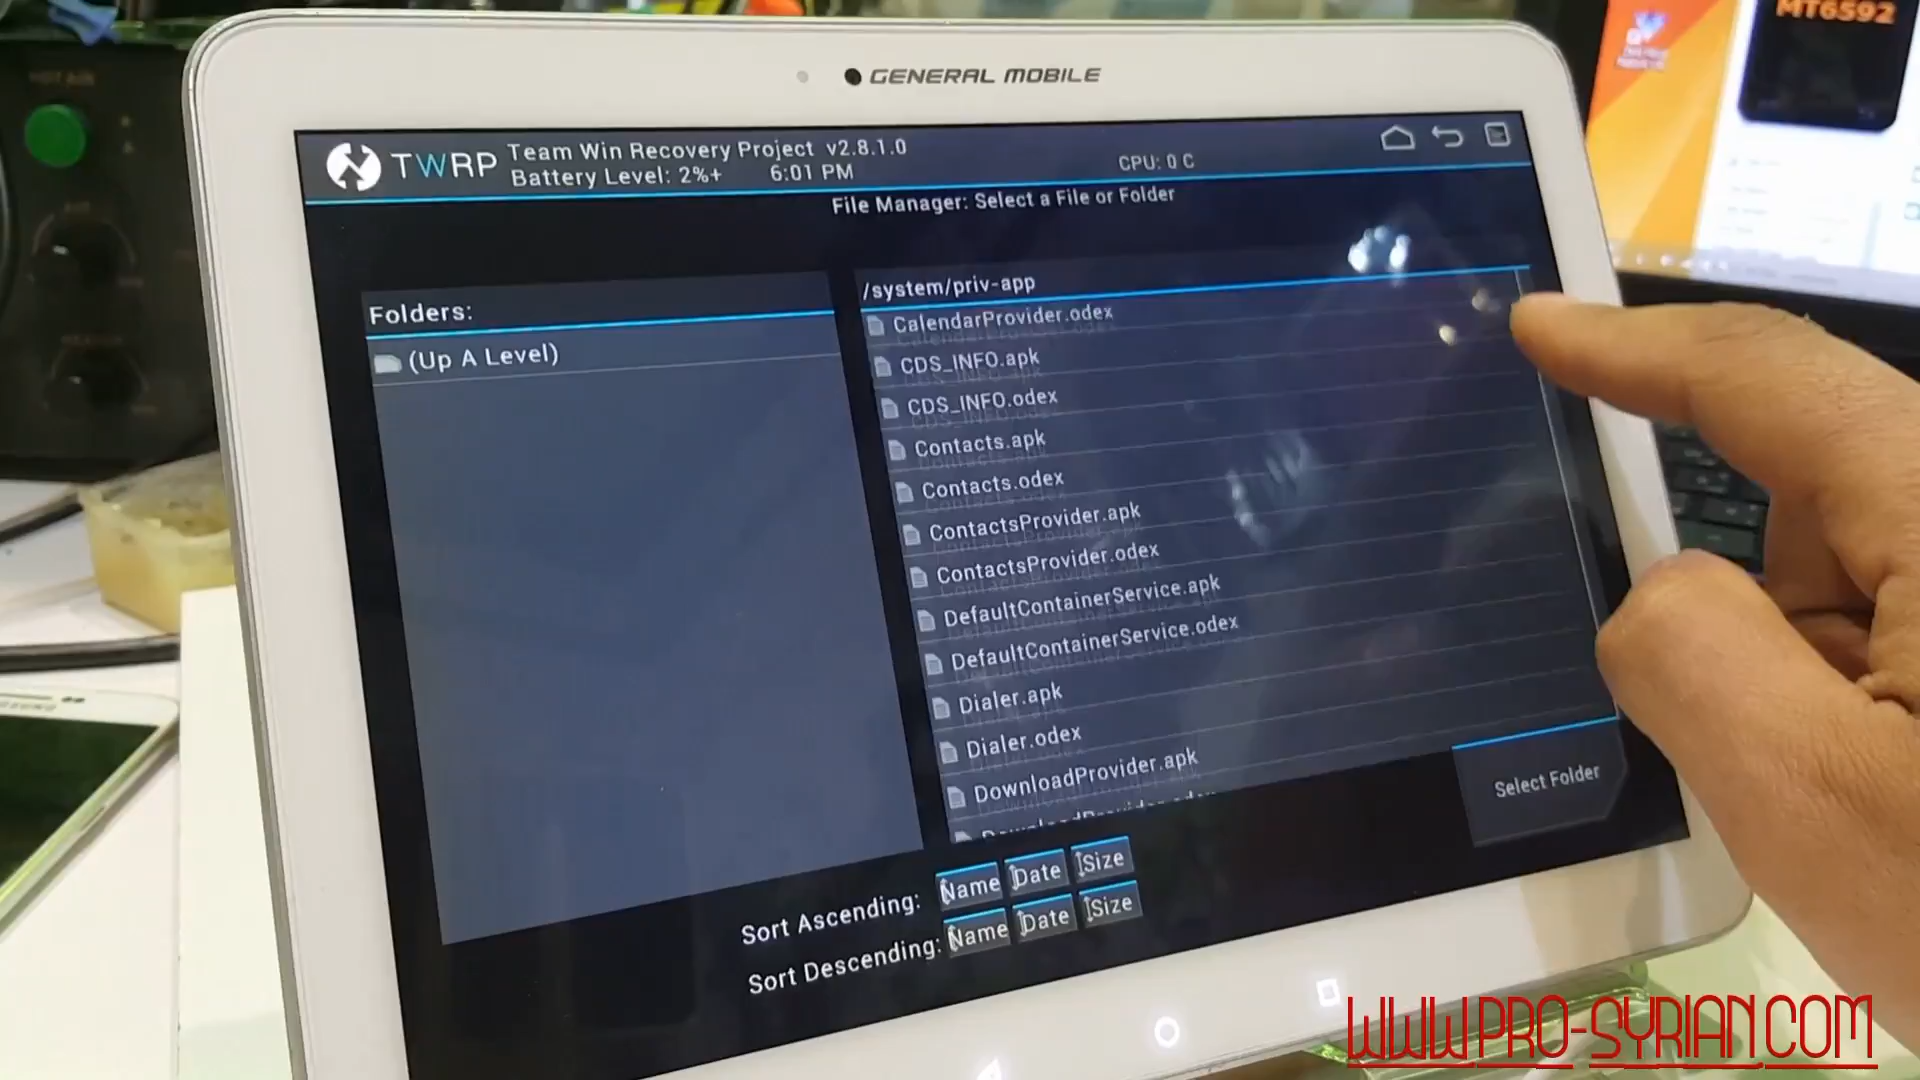 MT6592
GENERAL MOBILE
TWRP
Team Win Recovery Project v2.8.1.0
Battery Level: 2%+ 6:01 PM
CPU: 0 C
File Manager: Select a File or Folder
Folders:
(Up A Level)
/system/priv-app
CalendarProvider.odex
CDS_INFO.apk
CDS_INFO.odex
Contacts.apk
Contacts.odex
ContactsProvider.apk
ContactsProvider.odex
DefaultContainerService.apk
DefaultContainerService.odex
Dialer.apk
Dialer.odex
DownloadProvider.apk
Select Folder
Sort Ascending: Name Date Size
Sort Descending: Name Date Size
WWW.PRO-SYRIAN.COM